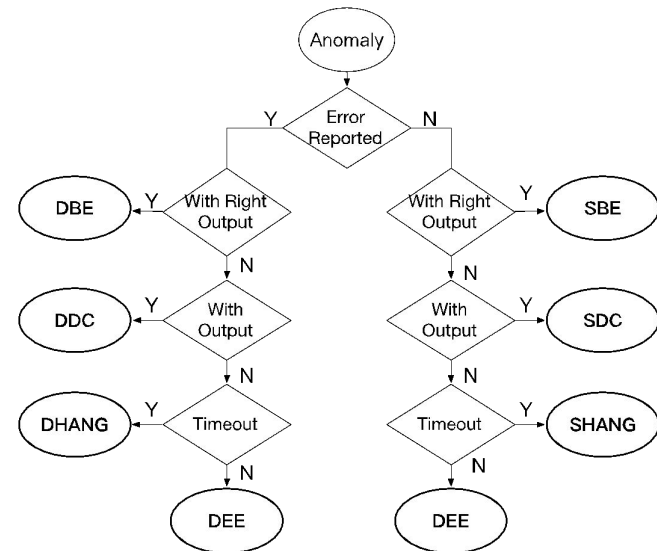 Anomaly
Y
Error
Reported
N
DBE
Y
With Right
Output
With Right
Output
Y
SBE
N
N
DDC
Y
With
Output
With
Output
Y
SDC
N
N
DHANG
Y
Timeout
Timeout
Y
SHANG
N
N
DEE
DEE